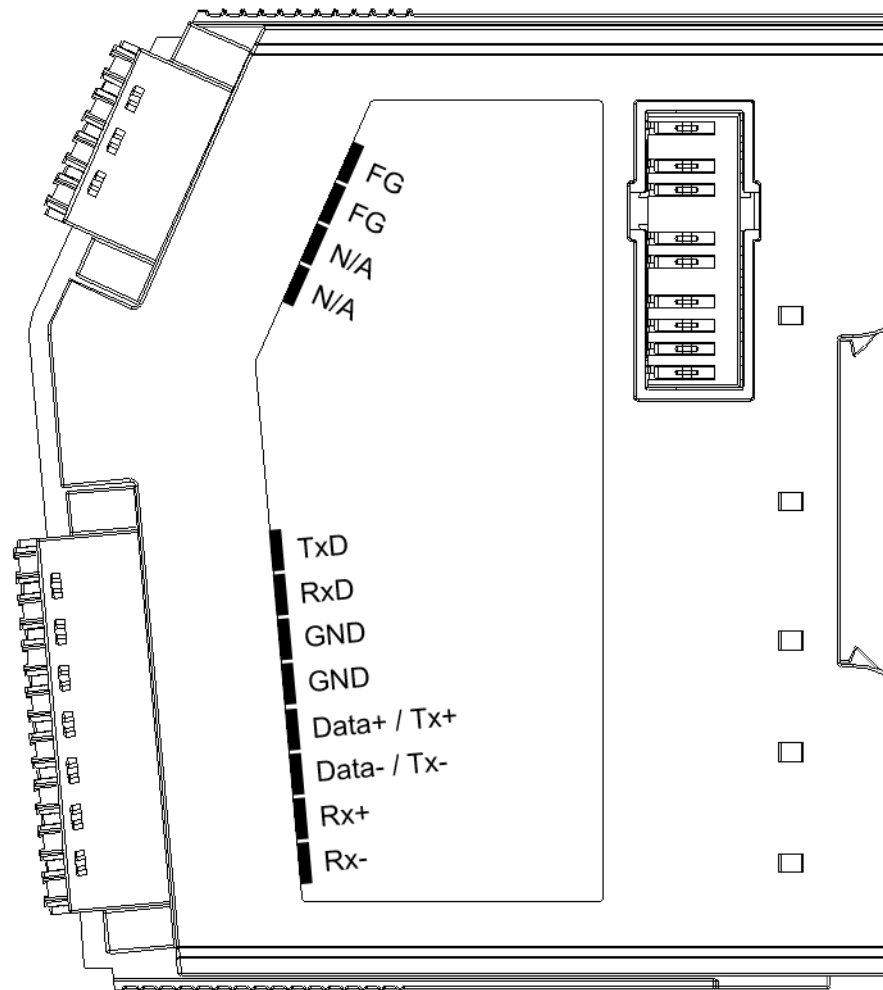 FG
FG
N/A
N/A
TxD
RxD
GND
GND
Data+ / Tx+
Data- / Tx-
Rx+
Rx-